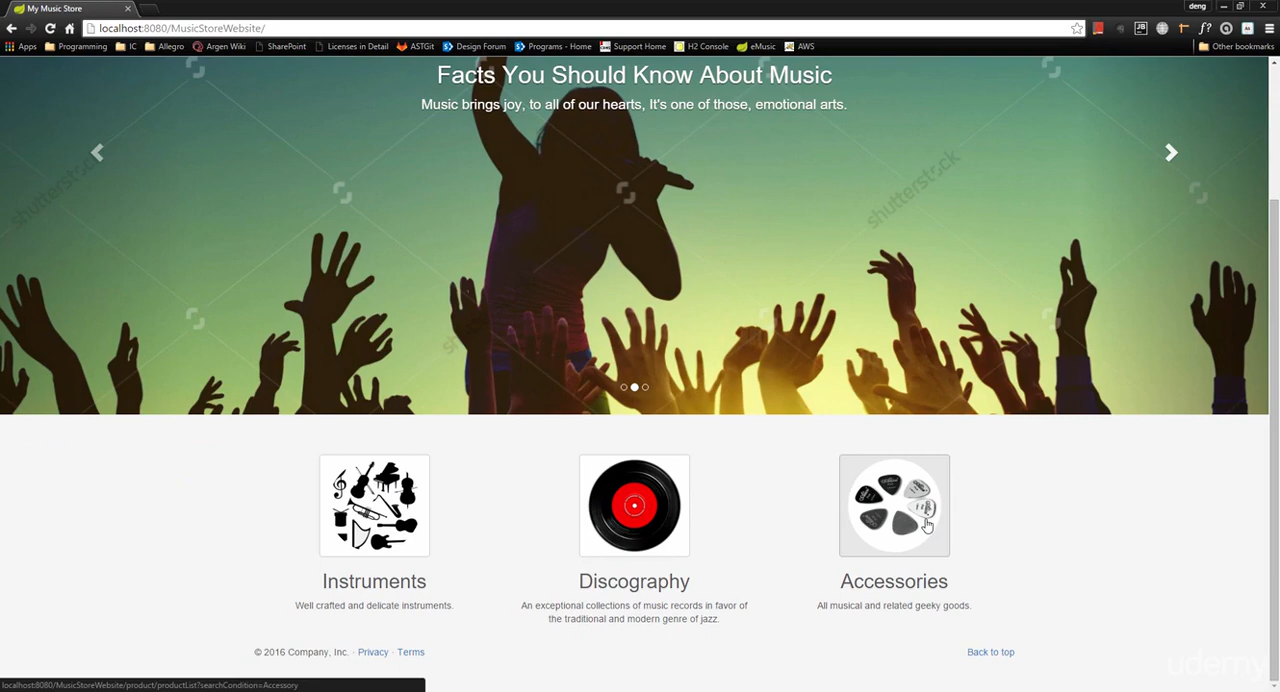 My Music Store
deng
localhost:8080/MusicStoreWebsite/
Apps Programming IC Allegro Argen Wiki SharePoint Licenses in Detail ASTGit Design Forum Programs - Home Support Home H2 Console eMusic AWS Other bookmarks
Facts You Should Know About Music
Music brings joy, to all of our hearts, It's one of those, emotional arts.
shutterstock
shutterstock
Instruments
Well crafted and delicate instruments.
Discography
An exceptional collections of music records in favor of
the traditional and modern genre of jazz.
Accessories
All musical and related geeky goods.
© 2016 Company, Inc. · Privacy · Terms
Back to top
localhost:8080/MusicStoreWebsite/product/productList?searchCondition=Accessory
udemy